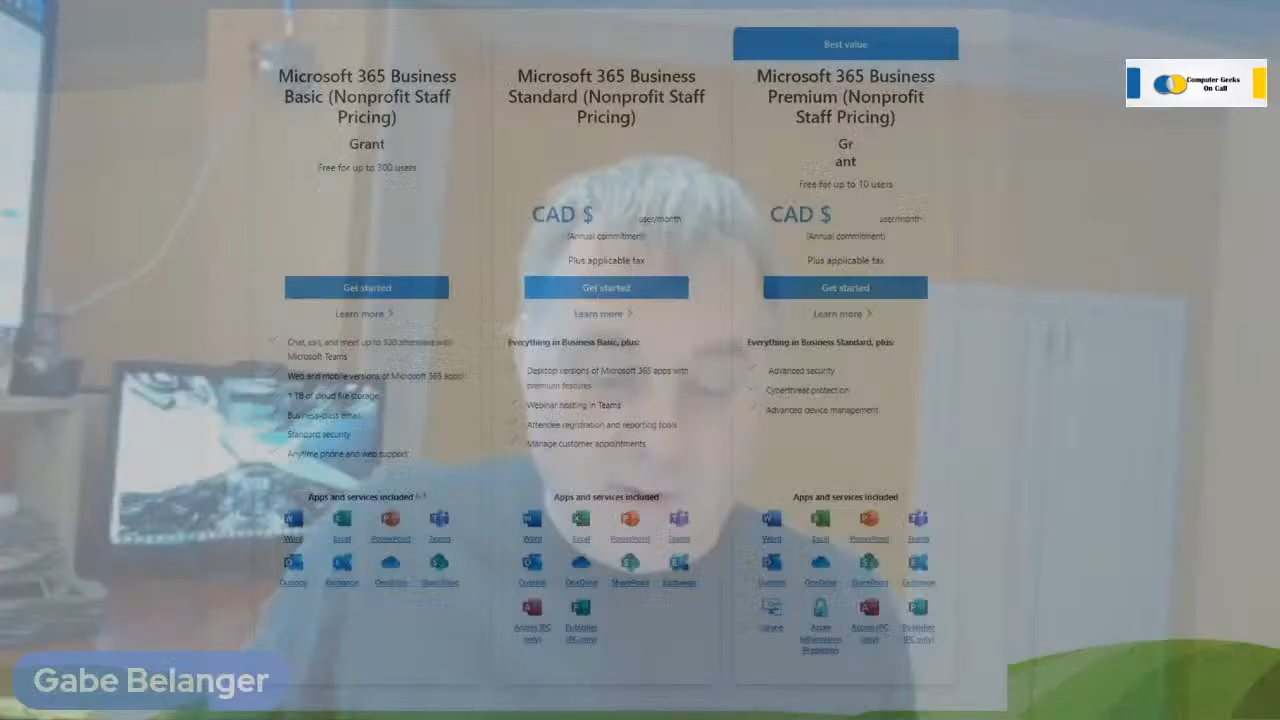 Best value
Computer Geeks
On Call
Microsoft 365 Business
Basic (Nonprofit Staff
Pricing)
Grant
Free for up to 300 users
Get started
Learn more
Chat, call, and meet up to 300 attendees with
Microsoft Teams
Web and mobile versions of Microsoft 365 apps
1 TB of cloud file storage
Business-class email
Standard security
Anytime phone and web support
Apps and services included
Word Excel PowerPoint Teams
Outlook Exchange OneDrive SharePoint
Microsoft 365 Business
Standard (Nonprofit Staff
Pricing)
CAD $ user/month
(Annual commitment)
Plus applicable tax
Get started
Learn more
Everything in Business Basic, plus:
Desktop versions of Microsoft 365 apps with
premium features
Webinar hosting in Teams
Attendee registration and reporting tools
Manage customer appointments
Apps and services included
Word Excel PowerPoint Teams
Outlook OneDrive SharePoint Exchange
Access (PC
only)
Publisher
(PC only)
Microsoft 365 Business
Premium (Nonprofit
Staff Pricing)
Gr
ant
Free for up to 10 users
CAD $ user/month
(Annual commitment)
Plus applicable tax
Get started
Learn more
Everything in Business Standard, plus:
Advanced security
Cyberthreat protection
Advanced device management
Apps and services included
Word Excel PowerPoint Teams
Outlook OneDrive SharePoint Exchange
Intune
Azure
Information
Protection
Access (PC
only)
Publisher
(PC only)
Gabe Belanger